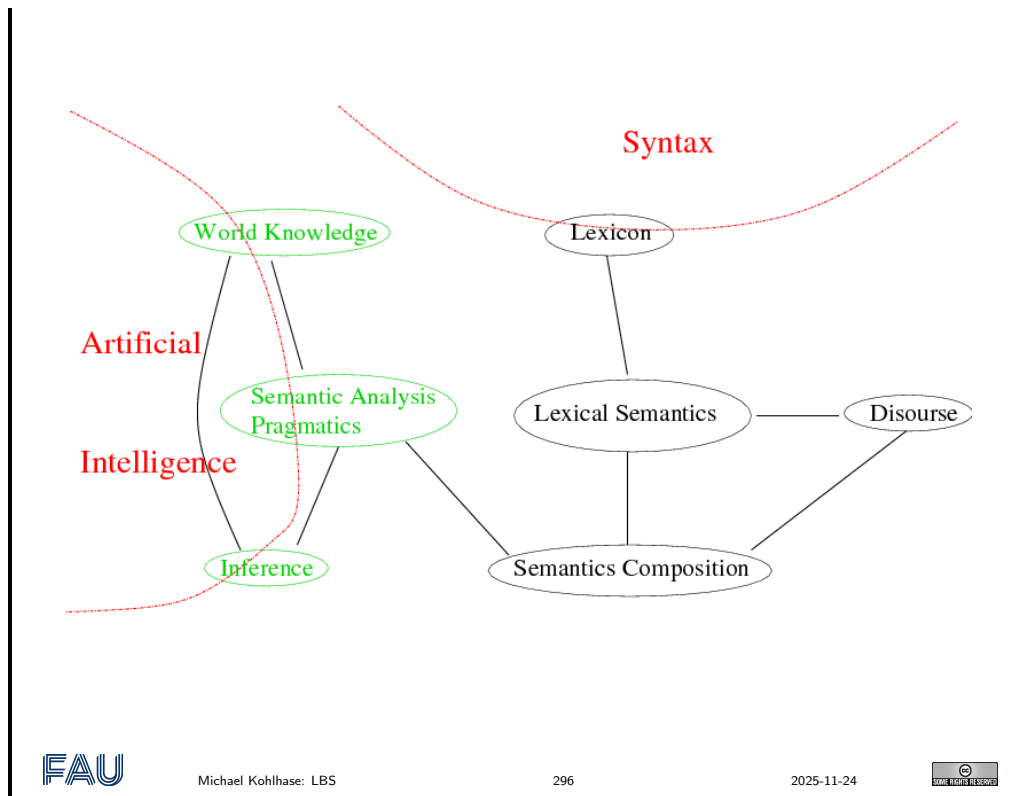 Syntax
World Knowledge
Lexicon
Artificial
Semantic Analysis
Pragmatics
Lexical Semantics
Disourse
Intelligence
Inference
Semantics Composition
FAU
Michael Kohlhase: LBS
296
2025-11-24
cc
SOME RIGHTS RESERVED